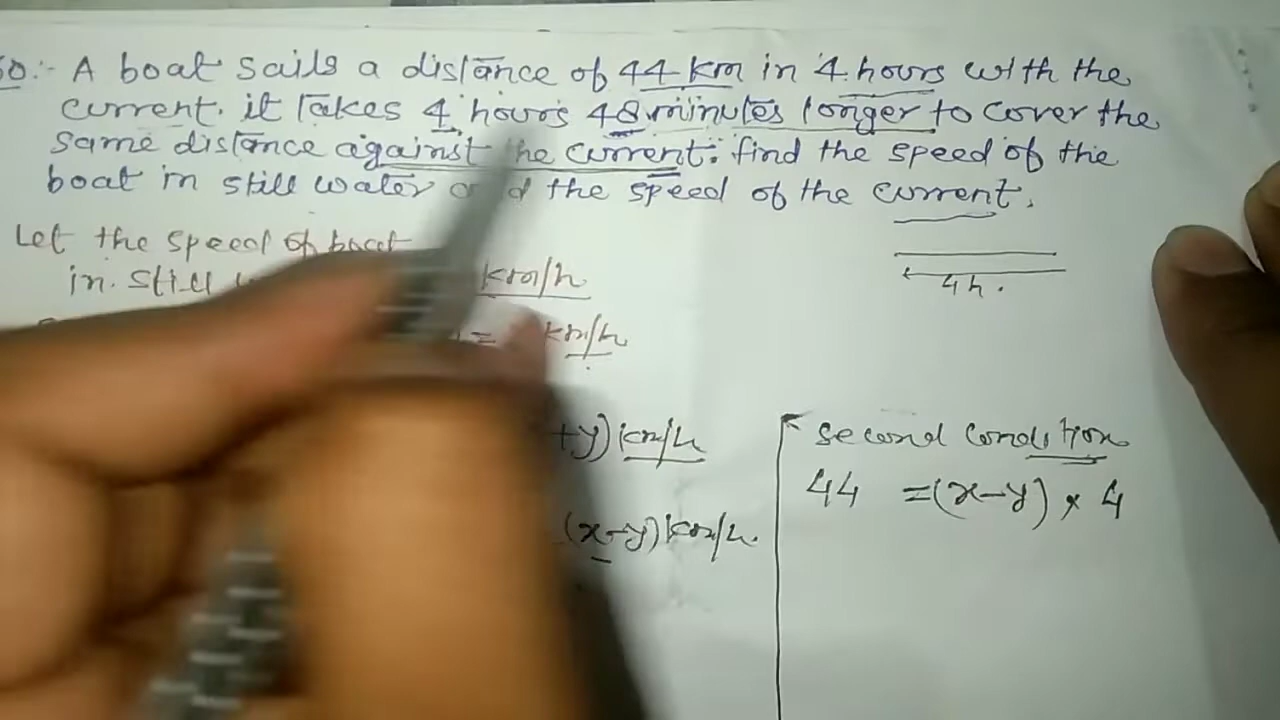 60:- A boat sails a distance of 44 km in 4 hours with the
current. it takes 4 hours 48 minutes longer to cover the
same distance against the current. find the speed of the
boat in still water and the speed of the current.
Let the speed of boat
in. still km/h
4h.
= km/h
+y) km/h
(x-y) km/h.
second condition
44 =(x-y) × 4